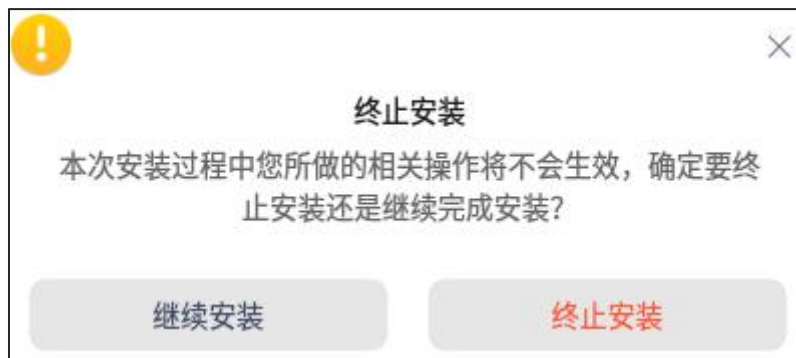 终止安装
本次安装过程中您所做的相关操作将不会生效，确定要终
止安装还是继续完成安装？
继续安装
终止安装